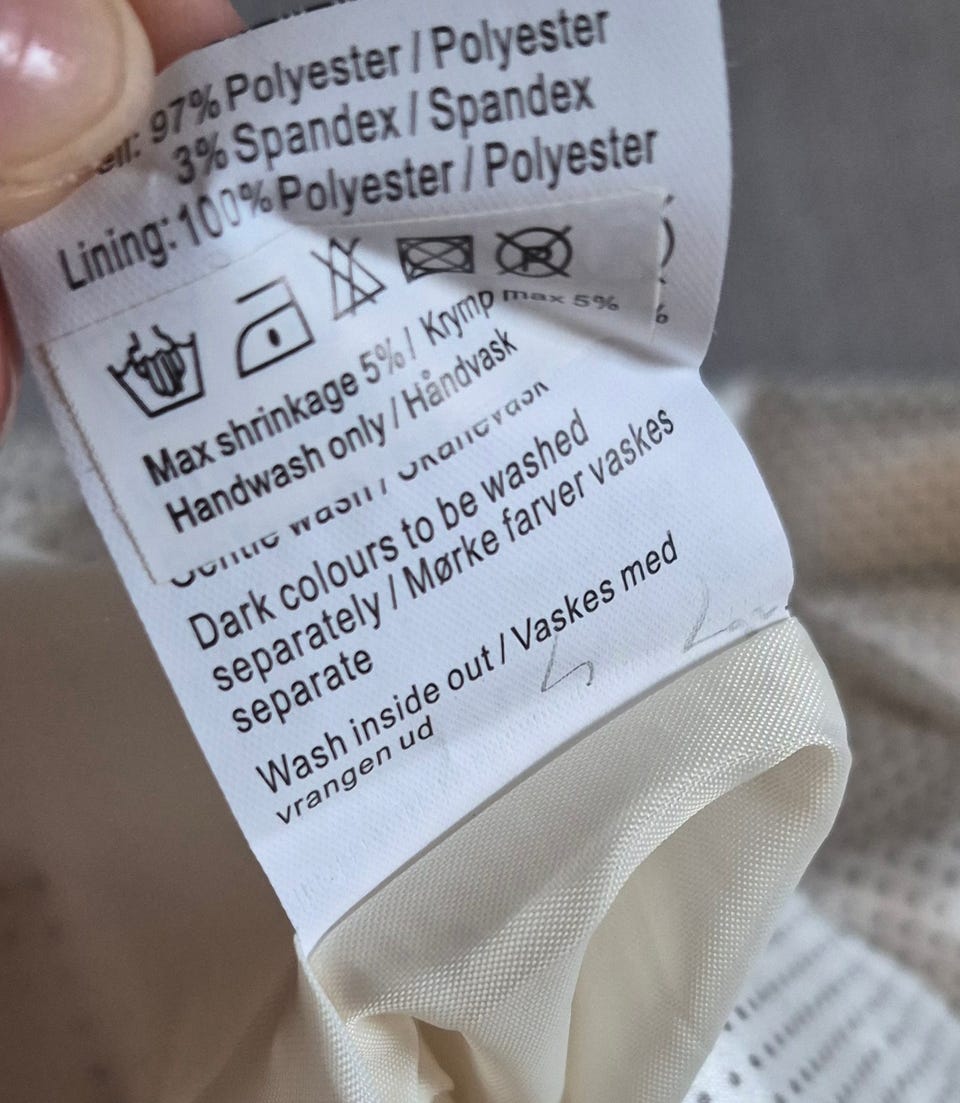 97% Polyester / Polyester
3% Spandex / Spandex
Lining: 100% Polyester / Polyester
P
Max shrinkage 5% / Krymp max 5%
Handwash only / Håndvask
Dark colours to be washed
separately / Mørke farver vaskes
separate
Wash inside out / Vaskes med
vrangen ud